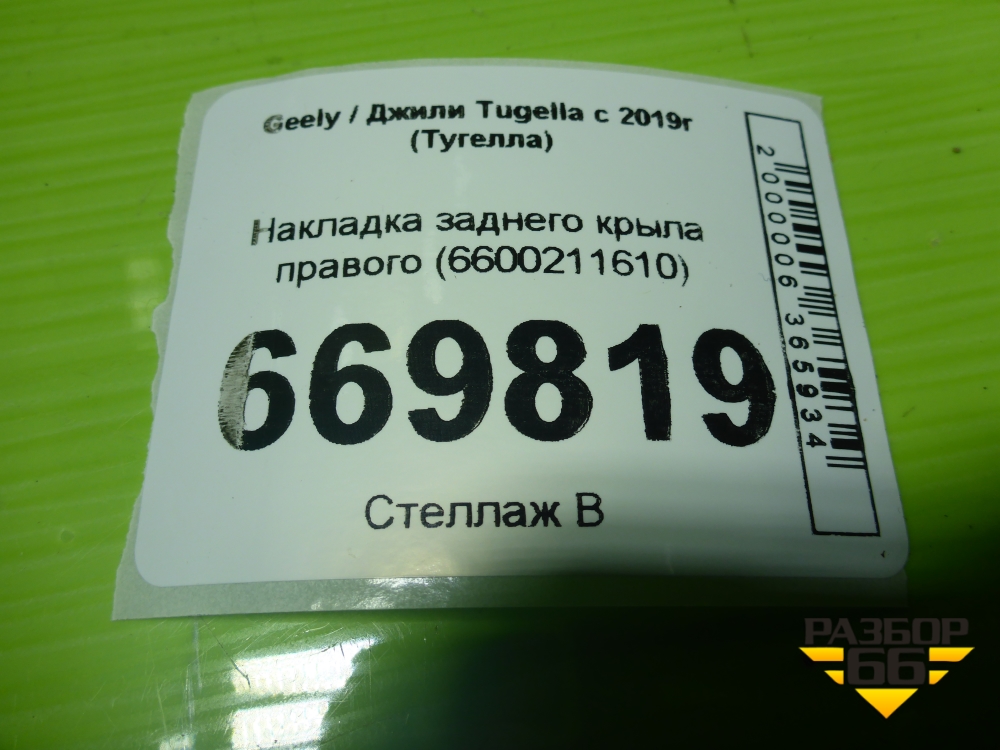 Geely / Джили Tugella с 2019г
(Тугелла)
Накладка заднего крыла
правого (6600211610)
669819
Стеллаж В
2000006365934
РАЗБОР
66